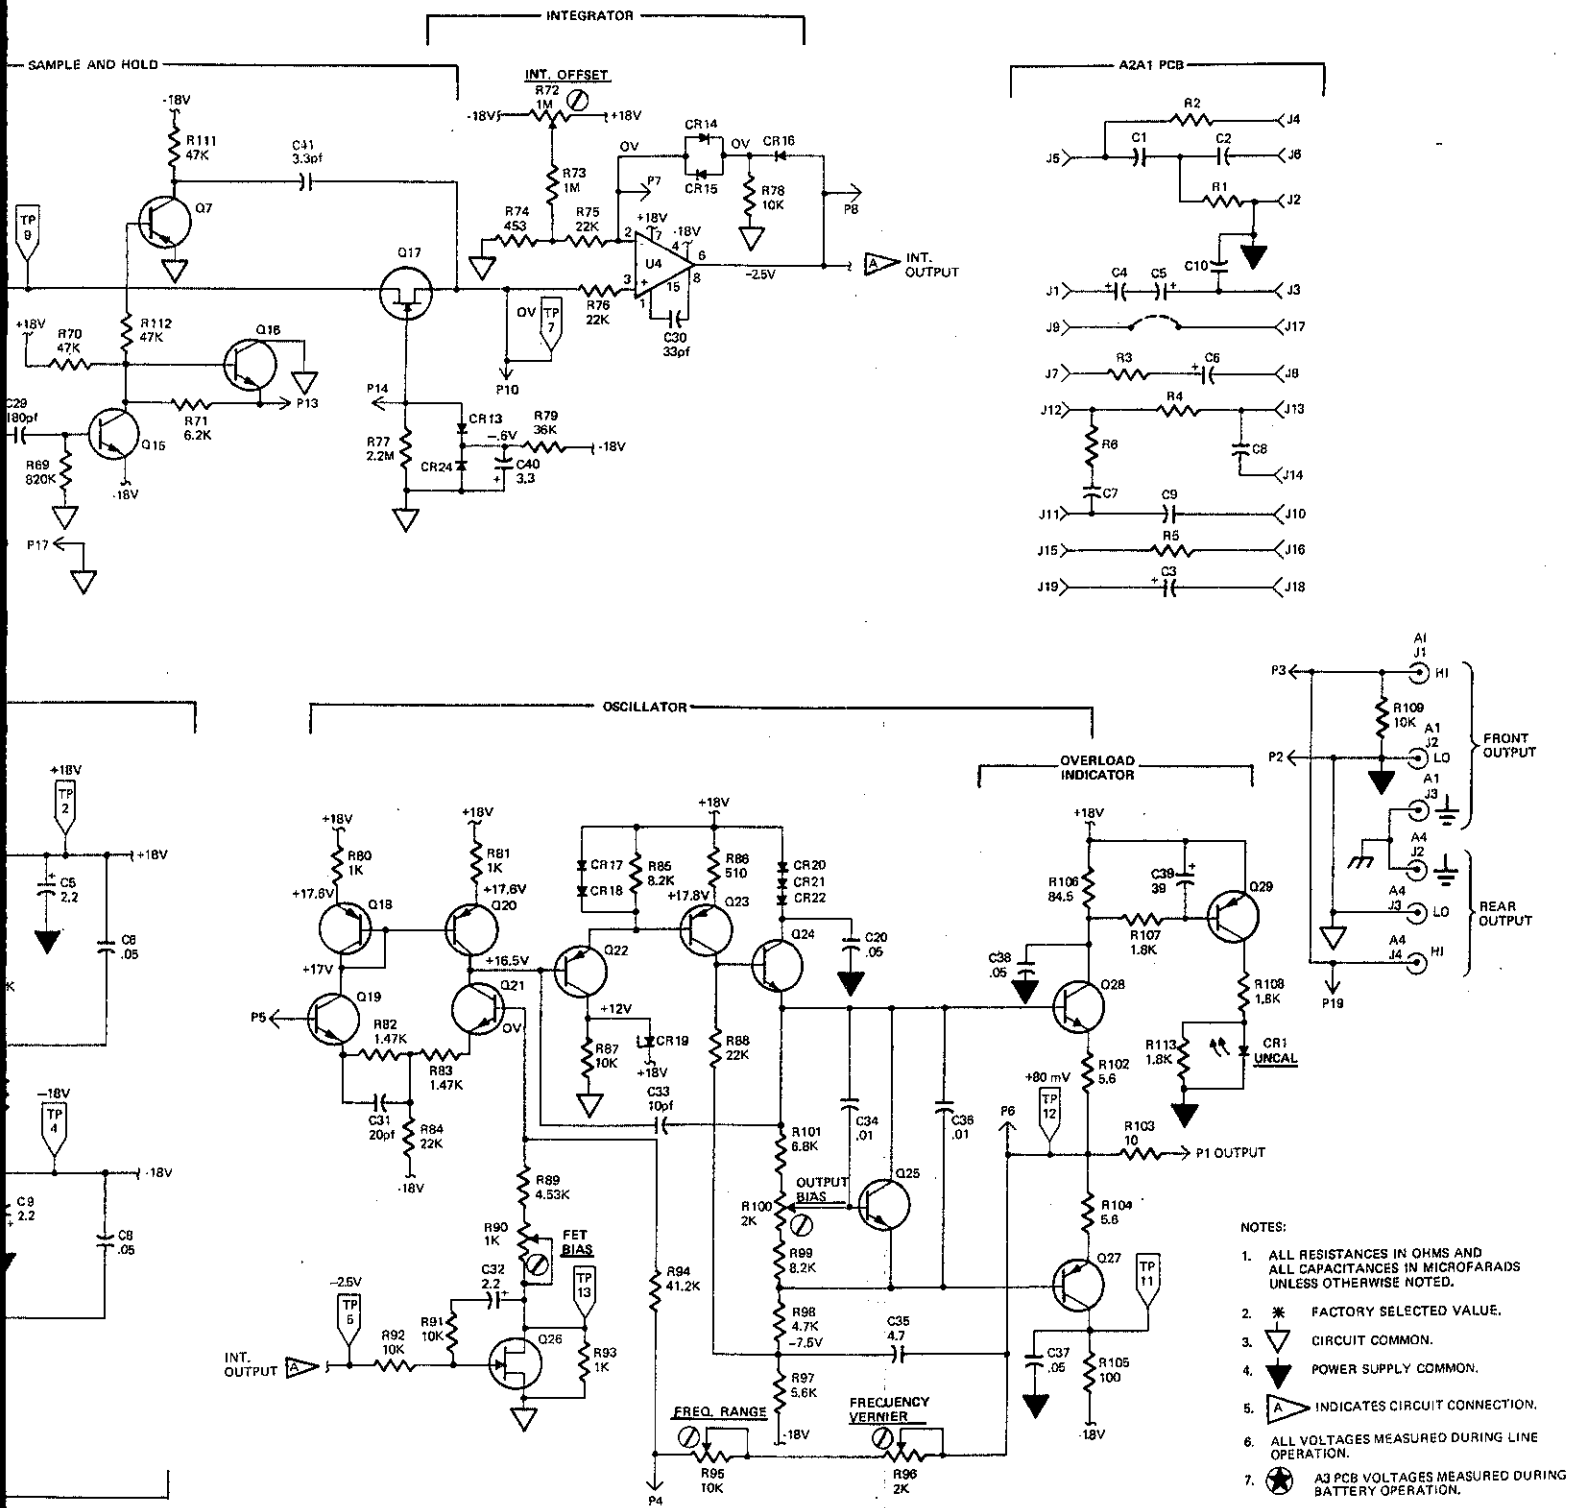 INTEGRATOR
SAMPLE AND HOLD
-18V
R111
47K
C41
3.3pf
Q7
TP
9
Q17
+18V
R70
47K
R112
47K
Q16
P13
R71
6.2K
C29
180pf
Q15
R69
820K
-18V
P17
INT. OFFSET
R72
1M
-18V
+18V
R73
1M
R74
453
R75
22K
0V
P7
CR14
CR15
0V
CR16
R78
10K
P8
+18V
-18V
2
7
4
6
U4
8
3
15
1
-
+
R76
22K
C30
33pf
-2.5V
A
INT.
OUTPUT
0V
TP
7
P10
P14
R77
2.2M
CR13
-.6V
CR24
C40
3.3
+
R79
36K
-18V
A2A1 PCB
R2
J4
J5
C1
C2
J6
R1
J2
C10
J1
C4
C5
+
+
J3
J9
J17
J7
R3
C6
+
J8
J12
R4
J13
R6
C8
J14
C7
J11
C9
J10
J15
R5
J16
J19
C3
+
J18
A1
J1
HI
P3
R109
10K
A1
J2
LO
P2
FRONT
OUTPUT
A1
J3
A4
J2
A4
J3
LO
REAR
OUTPUT
A4
J4
HI
P19
+18V
TP
2
+18V
C5
2.2
+
C6
.05
K
-18V
TP
4
-18V
C9
2.2
+
C8
.05
OSCILLATOR
+18V
R80
1K
+17.6V
Q18
+17V
Q19
P5
R82
1.47K
R83
1.47K
C31
20pf
R84
22K
-18V
+18V
R81
1K
+17.6V
Q20
+16.5V
Q21
0V
CR17
CR18
R85
8.2K
+18V
R86
510
+17.8V
Q23
Q22
+12V
R87
10K
CR19
+18V
C33
10pf
R88
22K
CR20
CR21
CR22
Q24
C20
.05
C34
.01
C36
.01
R101
6.8K
OUTPUT
BIAS
R100
2K
Q25
R99
8.2K
R98
4.7K
-7.5V
C35
4.7
R97
5.6K
-18V
R89
4.53K
R90
1K
FET
BIAS
C32
2.2
+
TP
13
R91
10K
Q26
R93
1K
-2.5V
TP
5
R92
10K
INT.
OUTPUT
A
R94
41.2K
FREQ. RANGE
R95
10K
P4
FREQUENCY
VERNIER
R96
2K
OVERLOAD
INDICATOR
+18V
R106
84.5
C39
39
+
Q29
R107
1.8K
C38
.05
Q28
R108
1.8K
R113
1.8K
CR1
UNCAL
R102
5.6
+80 mV
TP
12
P6
R103
10
P1 OUTPUT
R104
5.6
Q27
TP
11
C37
.05
R105
100
-18V
NOTES:
1. ALL RESISTANCES IN OHMS AND
ALL CAPACITANCES IN MICROFARADS
UNLESS OTHERWISE NOTED.
2. * FACTORY SELECTED VALUE.
3. CIRCUIT COMMON.
4. POWER SUPPLY COMMON.
5. A INDICATES CIRCUIT CONNECTION.
6. ALL VOLTAGES MEASURED DURING LINE
OPERATION.
7. A3 PCB VOLTAGES MEASURED DURING
BATTERY OPERATION.